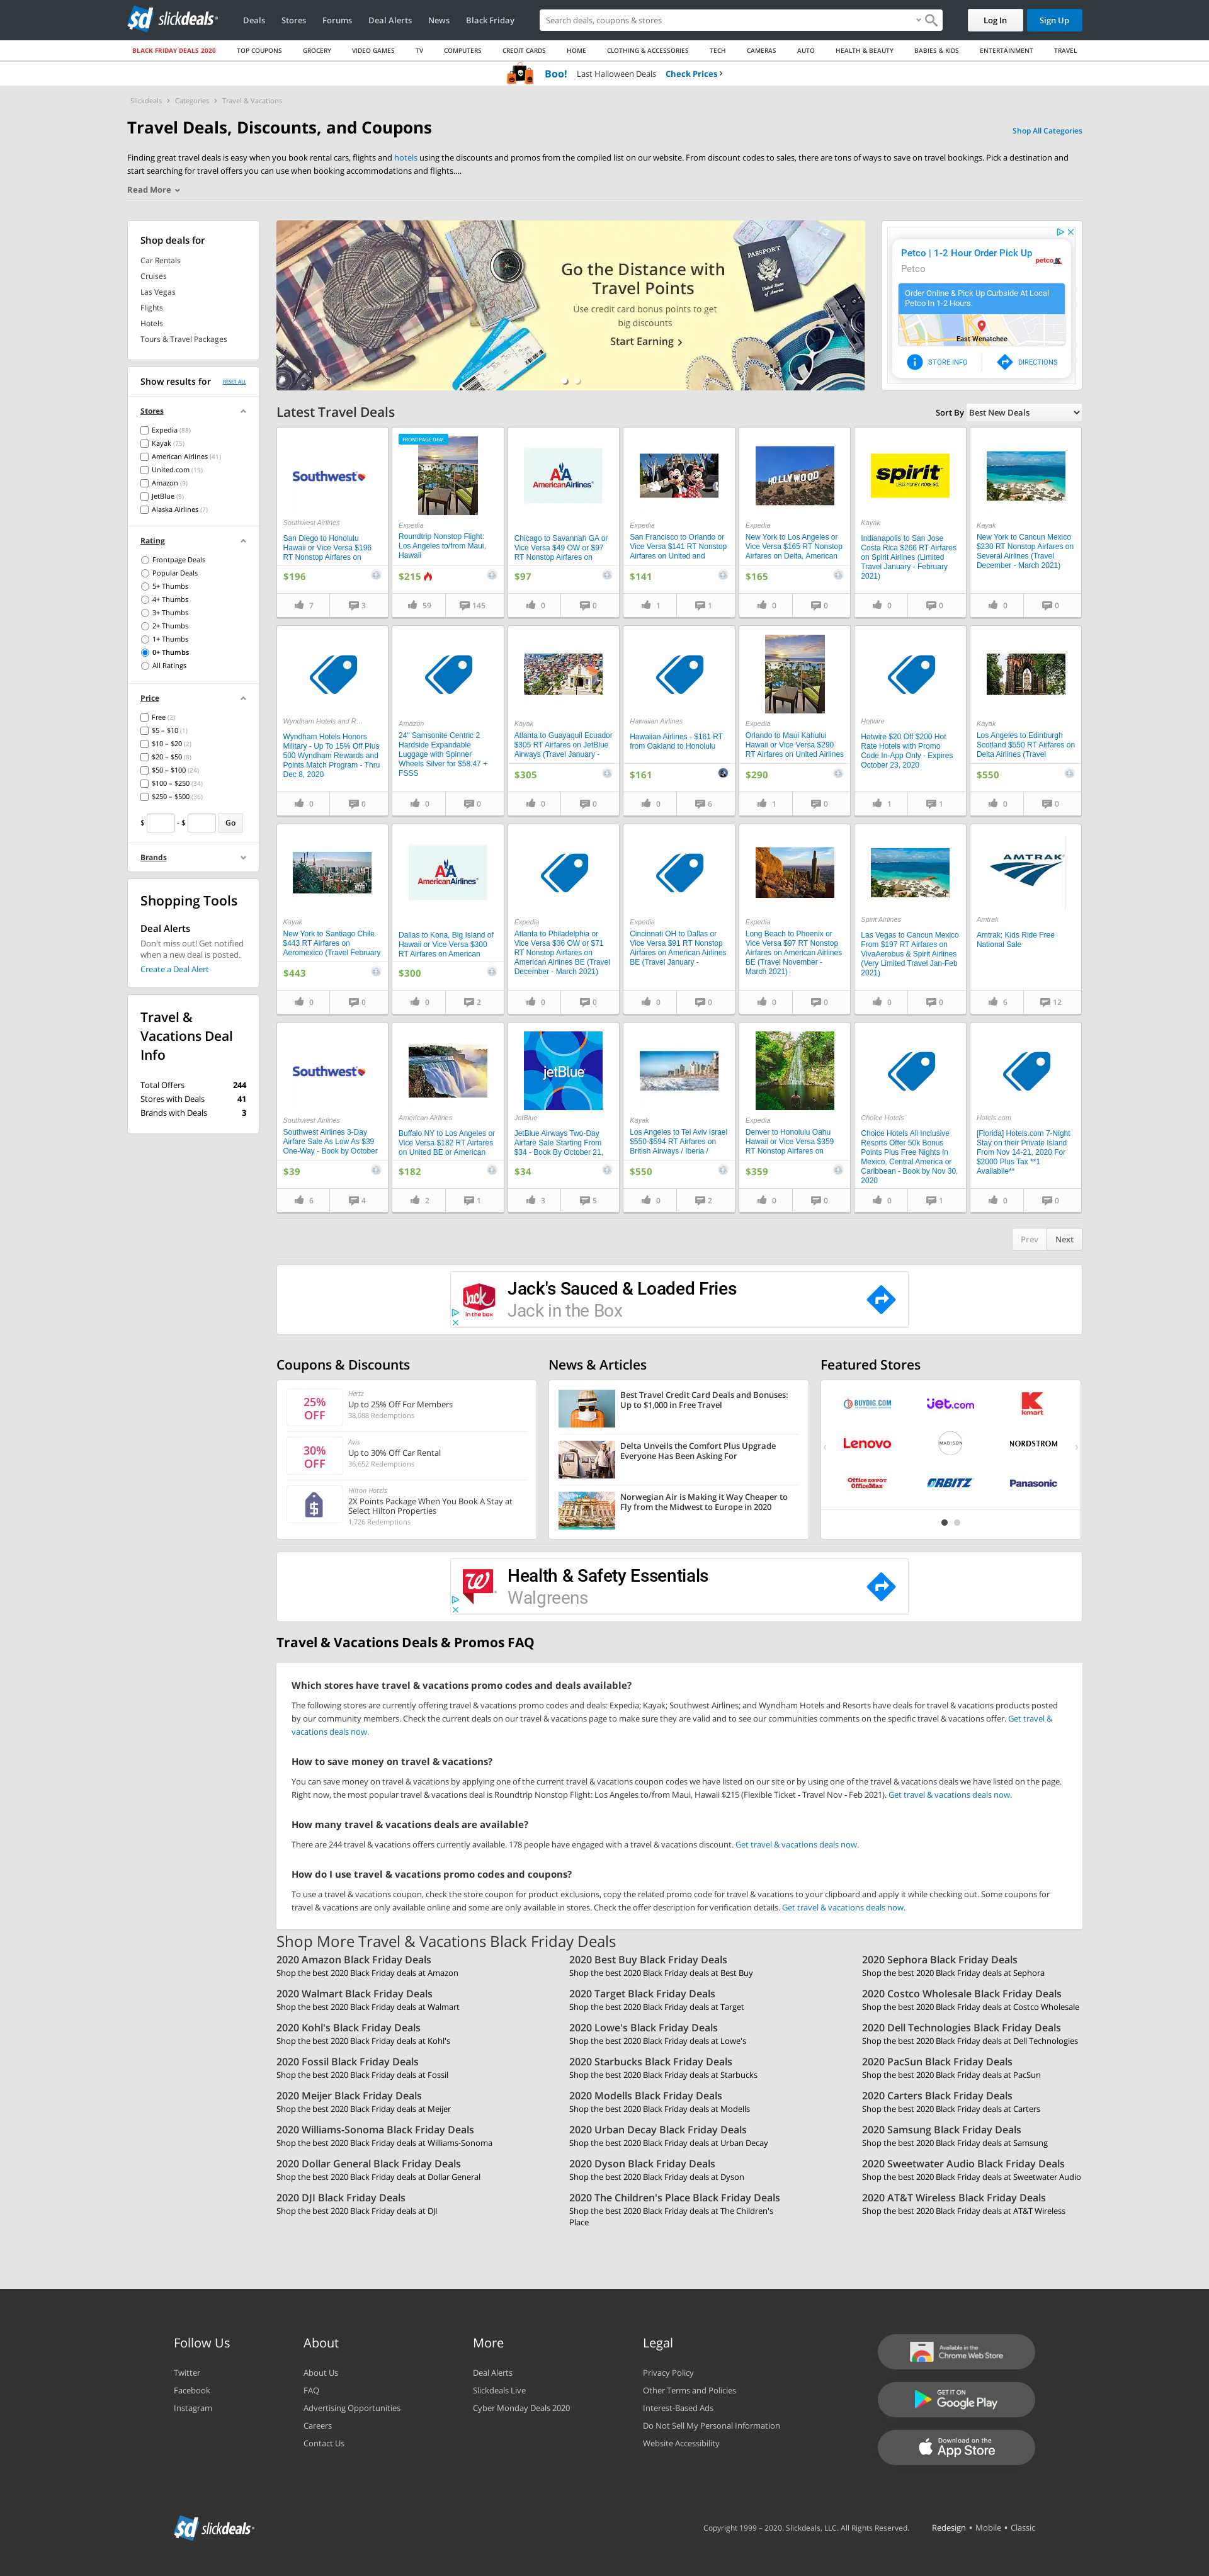 slickdeals
Deals
Stores
Forums
Deal Alerts
News
Black Friday
Search deals, coupons & stores
Log In
Sign Up
BLACK FRIDAY DEALS 2020
TOP COUPONS
GROCERY
VIDEO GAMES
TV
COMPUTERS
CREDIT CARDS
HOME
CLOTHING & ACCESSORIES
TECH
CAMERAS
AUTO
HEALTH & BEAUTY
BABIES & KIDS
ENTERTAINMENT
TRAVEL
Boo! Last Halloween Deals Check Prices ›
Slickdeals › Categories › Travel & Vacations
Travel Deals, Discounts, and Coupons
Shop All Categories
Finding great travel deals is easy when you book rental cars, flights and hotels using the discounts and promos from the compiled list on our website. From discount codes to sales, there are tons of ways to save on travel bookings. Pick a destination and
start searching for travel offers you can use when booking accommodations and flights....
Read More
Shop deals for
Car Rentals
Cruises
Las Vegas
Flights
Hotels
Tours & Travel Packages
Show results for
RESET ALL
Stores
Expedia (88)
Kayak (75)
American Airlines (41)
United.com (19)
Amazon (9)
JetBlue (9)
Alaska Airlines (7)
Rating
Frontpage Deals
Popular Deals
5+ Thumbs
4+ Thumbs
3+ Thumbs
2+ Thumbs
1+ Thumbs
0+ Thumbs
All Ratings
Price
Free (2)
$5 – $10 (1)
$10 – $20 (2)
$20 – $50 (8)
$50 – $100 (24)
$100 – $250 (34)
$250 – $500 (36)
$ - $ Go
Brands
Shopping Tools
Deal Alerts
Don't miss out! Get notified
when a new deal is posted.
Create a Deal Alert
Travel &
Vacations Deal
Info
Total Offers 244
Stores with Deals 41
Brands with Deals 3
Go the Distance with
Travel Points
Use credit card bonus points to get
big discounts
Start Earning ›
PASSPORT
Petco | 1-2 Hour Order Pick Up
Petco
petco
Order Online & Pick Up Curbside At Local
Petco In 1-2 Hours.
East Wenatchee
STORE INFO
DIRECTIONS
Latest Travel Deals
Sort By Best New Deals
Southwest
Southwest Airlines
San Diego to Honolulu
Hawaii or Vice Versa $196
RT Nonstop Airfares on
$196
7
3
FRONTPAGE DEAL
Expedia
Roundtrip Nonstop Flight:
Los Angeles to/from Maui,
Hawaii
$215
59
145
AmericanAirlines
Chicago to Savannah GA or
Vice Versa $49 OW or $97
RT Nonstop Airfares on
$97
0
0
Expedia
San Francisco to Orlando or
Vice Versa $141 RT Nonstop
Airfares on United and
$141
1
1
HOLLYWOOD
Expedia
New York to Los Angeles or
Vice Versa $165 RT Nonstop
Airfares on Delta, American
$165
0
0
spirit
Kayak
Indianapolis to San Jose
Costa Rica $266 RT Airfares
on Spirit Airlines (Limited
Travel January - February
2021)
0
0
Kayak
New York to Cancun Mexico
$230 RT Nonstop Airfares on
Several Airlines (Travel
December - March 2021)
0
0
Wyndham Hotels and R...
Wyndham Hotels Honors
Military - Up To 15% Off Plus
500 Wyndham Rewards and
Points Match Program - Thru
Dec 8, 2020
0
0
Amazon
24" Samsonite Centric 2
Hardside Expandable
Luggage with Spinner
Wheels Silver for $58.47 +
FSSS
0
0
Kayak
Atlanta to Guayaquil Ecuador
$305 RT Airfares on JetBlue
Airways (Travel January -
$305
0
0
Hawaiian Airlines
Hawaiian Airlines - $161 RT
from Oakland to Honolulu
$161
0
6
Expedia
Orlando to Maui Kahului
Hawaii or Vice Versa $290
RT Airfares on United Airlines
$290
1
0
Hotwire
Hotwire $20 Off $200 Hot
Rate Hotels with Promo
Code In-App Only - Expires
October 23, 2020
1
1
Kayak
Los Angeles to Edinburgh
Scotland $550 RT Airfares on
Delta Airlines (Travel
$550
0
0
Kayak
New York to Santiago Chile
$443 RT Airfares on
Aeromexico (Travel February
$443
0
0
AmericanAirlines
Dallas to Kona, Big Island of
Hawaii or Vice Versa $300
RT Airfares on American
$300
0
2
Expedia
Atlanta to Philadelphia or
Vice Versa $36 OW or $71
RT Nonstop Airfares on
American Airlines BE (Travel
December - March 2021)
0
0
Expedia
Cincinnati OH to Dallas or
Vice Versa $91 RT Nonstop
Airfares on American Airlines
BE (Travel January -
0
0
Expedia
Long Beach to Phoenix or
Vice Versa $97 RT Nonstop
Airfares on American Airlines
BE (Travel November -
March 2021)
0
0
Spirit Airlines
Las Vegas to Cancun Mexico
From $197 RT Airfares on
VivaAerobus & Spirit Airlines
(Very Limited Travel Jan-Feb
2021)
0
0
AMTRAK
Amtrak
Amtrak: Kids Ride Free
National Sale
6
12
Southwest
Southwest Airlines
Southwest Airlines 3-Day
Airfare Sale As Low As $39
One-Way - Book by October
$39
6
4
American Airlines
Buffalo NY to Los Angeles or
Vice Versa $182 RT Airfares
on United BE or American
$182
2
1
jetBlue
JetBlue
JetBlue Airways Two-Day
Airfare Sale Starting From
$34 - Book By October 21,
$34
3
5
Kayak
Los Angeles to Tel Aviv Israel
$550-$594 RT Airfares on
British Airways / Iberia /
$550
0
2
Expedia
Denver to Honolulu Oahu
Hawaii or Vice Versa $359
RT Nonstop Airfares on
$359
0
0
Choice Hotels
Choice Hotels All Inclusive
Resorts Offer 50k Bonus
Points Plus Free Nights In
Mexico, Central America or
Caribbean - Book by Nov 30,
2020
0
1
Hotels.com
[Florida] Hotels.com 7-Night
Stay on their Private Island
From Nov 14-21, 2020 For
$2000 Plus Tax **1
Availabile**
0
0
Prev
Next
Jack in the box
Jack's Sauced & Loaded Fries
Jack in the Box
Coupons & Discounts
25%
OFF
Hertz
Up to 25% Off For Members
38,088 Redemptions
30%
OFF
Avis
Up to 30% Off Car Rental
36,652 Redemptions
Hilton Hotels
2X Points Package When You Book A Stay at
Select Hilton Properties
1,726 Redemptions
News & Articles
Best Travel Credit Card Deals and Bonuses:
Up to $1,000 in Free Travel
Delta Unveils the Comfort Plus Upgrade
Everyone Has Been Asking For
Norwegian Air is Making it Way Cheaper to
Fly from the Midwest to Europe in 2020
Featured Stores
BUYDIG.COM
jet.com
Kmart
Lenovo
MADISON
NORDSTROM
Office DEPOT
OfficeMax
ORBITZ
Panasonic
Health & Safety Essentials
Walgreens
Travel & Vacations Deals & Promos FAQ
Which stores have travel & vacations promo codes and deals available?
The following stores are currently offering travel & vacations promo codes and deals: Expedia; Kayak; Southwest Airlines; and Wyndham Hotels and Resorts have deals for travel & vacations products posted
by our community members. Check the current deals on our travel & vacations page to make sure they are valid and to see our communities comments on the specific travel & vacations offer. Get travel &
vacations deals now.
How to save money on travel & vacations?
You can save money on travel & vacations by applying one of the current travel & vacations coupon codes we have listed on our site or by using one of the travel & vacations deals we have listed on the page.
Right now, the most popular travel & vacations deal is Roundtrip Nonstop Flight: Los Angeles to/from Maui, Hawaii $215 (Flexible Ticket - Travel Nov - Feb 2021). Get travel & vacations deals now.
How many travel & vacations deals are available?
There are 244 travel & vacations offers currently available. 178 people have engaged with a travel & vacations discount. Get travel & vacations deals now.
How do I use travel & vacations promo codes and coupons?
To use a travel & vacations coupon, check the store coupon for product exclusions, copy the related promo code for travel & vacations to your clipboard and apply it while checking out. Some coupons for
travel & vacations are only available online and some are only available in stores. Check the offer description for verification details. Get travel & vacations deals now.
Shop More Travel & Vacations Black Friday Deals
2020 Amazon Black Friday Deals
Shop the best 2020 Black Friday deals at Amazon
2020 Best Buy Black Friday Deals
Shop the best 2020 Black Friday deals at Best Buy
2020 Sephora Black Friday Deals
Shop the best 2020 Black Friday deals at Sephora
2020 Walmart Black Friday Deals
Shop the best 2020 Black Friday deals at Walmart
2020 Target Black Friday Deals
Shop the best 2020 Black Friday deals at Target
2020 Costco Wholesale Black Friday Deals
Shop the best 2020 Black Friday deals at Costco Wholesale
2020 Kohl's Black Friday Deals
Shop the best 2020 Black Friday deals at Kohl's
2020 Lowe's Black Friday Deals
Shop the best 2020 Black Friday deals at Lowe's
2020 Dell Technologies Black Friday Deals
Shop the best 2020 Black Friday deals at Dell Technologies
2020 Fossil Black Friday Deals
Shop the best 2020 Black Friday deals at Fossil
2020 Starbucks Black Friday Deals
Shop the best 2020 Black Friday deals at Starbucks
2020 PacSun Black Friday Deals
Shop the best 2020 Black Friday deals at PacSun
2020 Meijer Black Friday Deals
Shop the best 2020 Black Friday deals at Meijer
2020 Modells Black Friday Deals
Shop the best 2020 Black Friday deals at Modells
2020 Carters Black Friday Deals
Shop the best 2020 Black Friday deals at Carters
2020 Williams-Sonoma Black Friday Deals
Shop the best 2020 Black Friday deals at Williams-Sonoma
2020 Urban Decay Black Friday Deals
Shop the best 2020 Black Friday deals at Urban Decay
2020 Samsung Black Friday Deals
Shop the best 2020 Black Friday deals at Samsung
2020 Dollar General Black Friday Deals
Shop the best 2020 Black Friday deals at Dollar General
2020 Dyson Black Friday Deals
Shop the best 2020 Black Friday deals at Dyson
2020 Sweetwater Audio Black Friday Deals
Shop the best 2020 Black Friday deals at Sweetwater Audio
2020 DJI Black Friday Deals
Shop the best 2020 Black Friday deals at DJI
2020 The Children's Place Black Friday Deals
Shop the best 2020 Black Friday deals at The Children's
Place
2020 AT&T Wireless Black Friday Deals
Shop the best 2020 Black Friday deals at AT&T Wireless
Follow Us
Twitter
Facebook
Instagram
About
About Us
FAQ
Advertising Opportunities
Careers
Contact Us
More
Deal Alerts
Slickdeals Live
Cyber Monday Deals 2020
Legal
Privacy Policy
Other Terms and Policies
Interest-Based Ads
Do Not Sell My Personal Information
Website Accessibility
Available in the
Chrome Web Store
GET IT ON
Google Play
Download on the
App Store
slickdeals
Copyright 1999 – 2020. Slickdeals, LLC. All Rights Reserved.
Redesign • Mobile • Classic